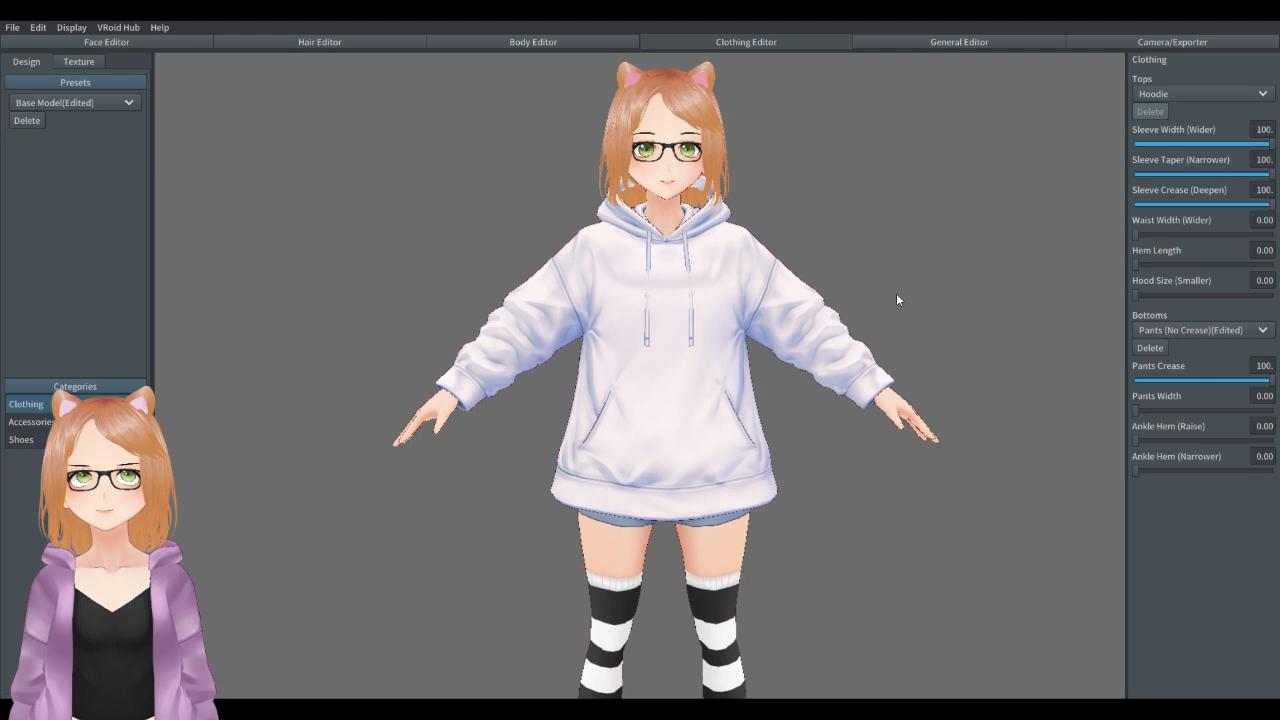 File Edit Display VRoid Hub Help
Face Editor Hair Editor Body Editor Clothing Editor General Editor Camera/Exporter
Design Texture
Presets
Base Model(Edited)
Delete
Categories
Clothing
Accessories
Shoes
Clothing
Tops
Hoodie
Delete
Sleeve Width (Wider) 100.
Sleeve Taper (Narrower) 100.
Sleeve Crease (Deepen) 100.
Waist Width (Wider) 0.00
Hem Length 0.00
Hood Size (Smaller) 0.00
Bottoms
Pants (No Crease)(Edited)
Delete
Pants Crease 100.
Pants Width 0.00
Ankle Hem (Raise) 0.00
Ankle Hem (Narrower) 0.00